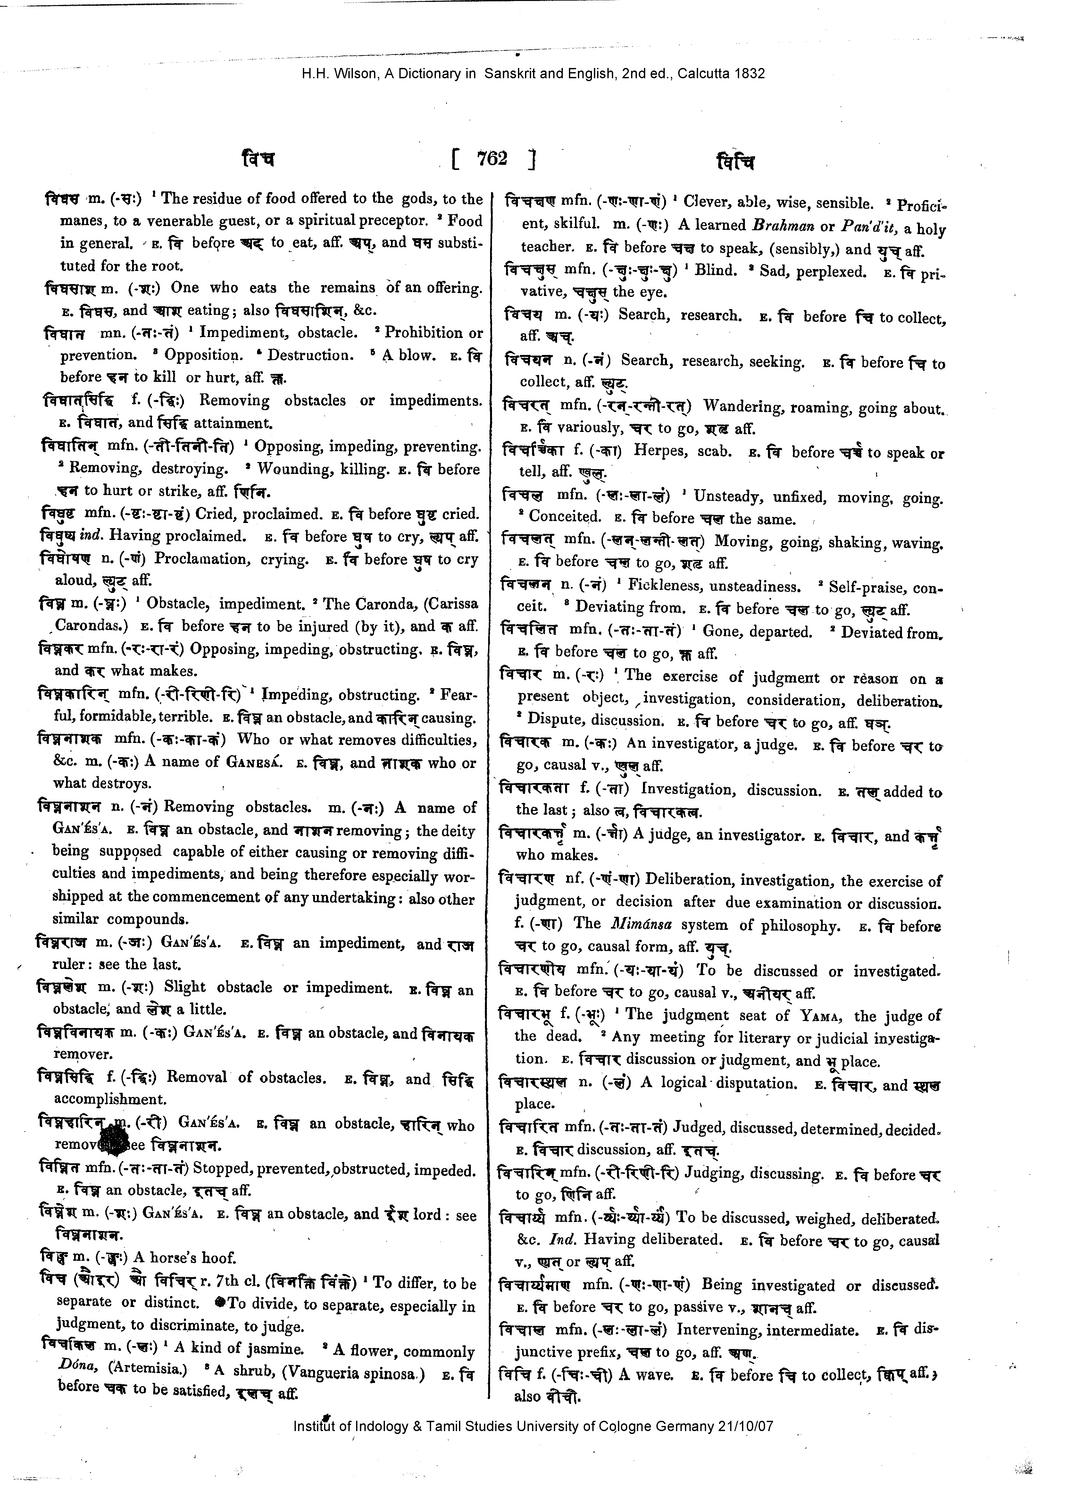 H.H. Wilson, A Dictionary in Sanskrit and English, 2nd ed., Calcutta 1832
विच [ 762 ] विचि
विघस m. (-सः) ¹ The residue of food offered to the gods, to the
manes, to a venerable guest, or a spiritual preceptor. ² Food
in general. E. वि before अद to eat, aff. अप्, and घस substi-
tuted for the root.
विघसाश m. (-शः) One who eats the remains of an offering.
E. विघस, and आश eating; also विघसाशिन्, &c.
विघात mn. (-तः-तं) ¹ Impediment, obstacle. ² Prohibition or
prevention. ³ Opposition. ⁴ Destruction. ⁵ A blow. E. वि
before हन to kill or hurt, aff. क्त.
विघातसिद्धि f. (-द्धिः) Removing obstacles or impediments.
E. विघात, and सिद्धि attainment.
विघातिन् mfn. (-ती-तिनी-ति) ¹ Opposing, impeding, preventing.
² Removing, destroying. ³ Wounding, killing. E. वि before
हन to hurt or strike, aff. णिनि.
विघुष्ट mfn. (-ष्टः-ष्टा-ष्टं) Cried, proclaimed. E. वि before घुष्ट cried.
विघुष्य ind. Having proclaimed. E. वि before घुष to cry, ल्यप् aff.
विघोषण n. (-णं) Proclamation, crying. E. वि before घुष to cry
aloud, ल्युट् aff.
विघ्न m. (-घ्नः) ¹ Obstacle, impediment. ² The Caronda, (Carissa
Carondas.) E. वि before हन to be injured (by it), and क aff.
विघ्नकर mfn. (-रः-रा-रं) Opposing, impeding, obstructing. E. विघ्न,
and कर what makes.
विघ्नकारिन् mfn. (-री-रिणी-रि) ¹ Impeding, obstructing. ² Fear-
ful, formidable, terrible. E. विघ्न an obstacle, and कारिन् causing.
विघ्ननाशक mfn. (-कः-का-कं) Who or what removes difficulties,
&c. m. (-कः) A name of GANESÁ. E. विघ्न, and नाशक who or
what destroys.
विघ्ननाशन n. (-नं) Removing obstacles. m. (-नः) A name of
GAN'ÉS'A. E. विघ्न an obstacle, and नाशन removing; the deity
being supposed capable of either causing or removing diffi-
culties and impediments, and being therefore especially wor-
shipped at the commencement of any undertaking: also other
similar compounds.
विघ्नराज m. (-जः) GAN'ÉS'A. E. विघ्न an impediment, and राज
ruler: see the last.
विघ्नलेश m. (-शः) Slight obstacle or impediment. E. विघ्न an
obstacle, and लेश a little.
विघ्नविनायक m. (-कः) GAN'ÉS'A. E. विघ्न an obstacle, and विनायक
remover.
विघ्नसिद्धि f. (-द्धिः) Removal of obstacles. E. विघ्न, and सिद्धि
accomplishment.
विघ्नहारिन् m. (-री) GAN'ÉS'A. E. विघ्न an obstacle, हारिन् who
विघ्ननाशन.
विघ्नित mfn. (-तः-ता-तं) Stopped, prevented, obstructed, impeded.
E. विघ्न an obstacle, इतच् aff.
विघ्नेश m. (-शः) GAN'ÉS'A. E. विघ्न an obstacle, and ईश lord: see
विघ्ननाशन.
विङ्ख m. (-ङ्खः) A horse's hoof.
विच r. 7th cl. (विनक्ति विंक्ते) ¹ To differ, to be
separate or distinct. To divide, to separate, especially in
judgment, to discriminate, to judge.
विचकिल m. (-लः) ¹ A kind of jasmine. ² A flower, commonly
Dóna, (Artemisia.) ³ A shrub, (Vangueria spinosa.) E. वि
before चक to be satisfied, इलच् aff.
विचक्षण mfn. (-णः-णा-णं) ¹ Clever, able, wise, sensible. ² Profici-
ent, skilful. m. (-णः) A learned Brahman or Pan'd'it, a holy
teacher. E. वि before चक्ष to speak, (sensibly,) and युच् aff.
विचक्षुस् mfn. (-क्षुः-क्षुः-क्षु) ¹ Blind. ² Sad, perplexed. E. वि pri-
vative, चक्षुस् the eye.
विचय m. (-यः) Search, research. E. वि before चि to collect,
aff. अच्.
विचयन n. (-नं) Search, research, seeking. E. वि before चि to
collect, aff. ल्युट्.
विचरत् mfn. (-रन्-रन्ती-रत्) Wandering, roaming, going about.
E. वि variously, चर to go, शतृ aff.
विचर्चिका f. (-का) Herpes, scab. E. वि before चर्च to speak or
tell, aff. ण्वुल्.
विचल mfn. (-लः-ला-लं) ¹ Unsteady, unfixed, moving, going.
² Conceited. E. वि before चल the same.
विचलत् mfn. (-लन्-लन्ती-लत्) Moving, going, shaking, waving.
E. वि before चल to go, शतृ aff.
विचलन n. (-नं) ¹ Fickleness, unsteadiness. ² Self-praise, con-
ceit. ³ Deviating from. E. वि before चल to go, ल्युट् aff.
विचलित mfn. (-तः-ता-तं) ¹ Gone, departed. ² Deviated from.
E. वि before चल to go, क्त aff.
विचार m. (-रः) ¹ The exercise of judgment or reason on a
present object, investigation, consideration, deliberation.
² Dispute, discussion. E. वि before चर to go, aff. घञ्.
विचारक m. (-कः) An investigator, a judge. E. वि before चर to
go, causal v., ण्वुल् aff.
विचारकता f. (-ता) Investigation, discussion. E. तल् added to
the last; also त्व, विचारकत्व.
विचारकर्त्तृ m. (-र्त्ता) A judge, an investigator. E. विचार, and कर्त्तृ
who makes.
विचारण nf. (-णं-णा) Deliberation, investigation, the exercise of
judgment, or decision after due examination or discussion.
f. (-णा) The Mimánsa system of philosophy. E. वि before
चर to go, causal form, aff. युच्.
विचारणीय mfn. (-यः-या-यं) To be discussed or investigated.
E. वि before चर to go, causal v., अनीयर् aff.
विचारभू f. (-भूः) ¹ The judgment seat of YAMA, the judge of
the dead. ² Any meeting for literary or judicial investiga-
tion. E. विचार discussion or judgment, and भू place.
विचारस्थल n. (-लं) A logical disputation. E. विचार, and स्थल
place.
विचारित mfn. (-तः-ता-तं) Judged, discussed, determined, decided.
E. विचार discussion, aff. इतच्.
विचारिन् mfn. (-री-रिणी-रि) Judging, discussing. E. वि before चर
to go, णिनि aff.
विचार्य्य mfn. (-र्य्यः-र्य्या-र्य्यं) To be discussed, weighed, deliberated.
&c. Ind. Having deliberated. E. वि before चर to go, causal
v., ण्यत् or ल्यप् aff.
विचार्य्यमाण mfn. (-णः-णा-णं) Being investigated or discussed.
E. वि before चर to go, passive v., शानच् aff.
विचाल mfn. (-लः-ला-लं) Intervening, intermediate. E. वि dis-
junctive prefix, चल to go, aff. अण्.
विचि f. (-चिः-ची) A wave. E. वि before चि to collect, क्विप् aff.;
also वीची.
Institut of Indology & Tamil Studies University of Cologne Germany 21/10/07